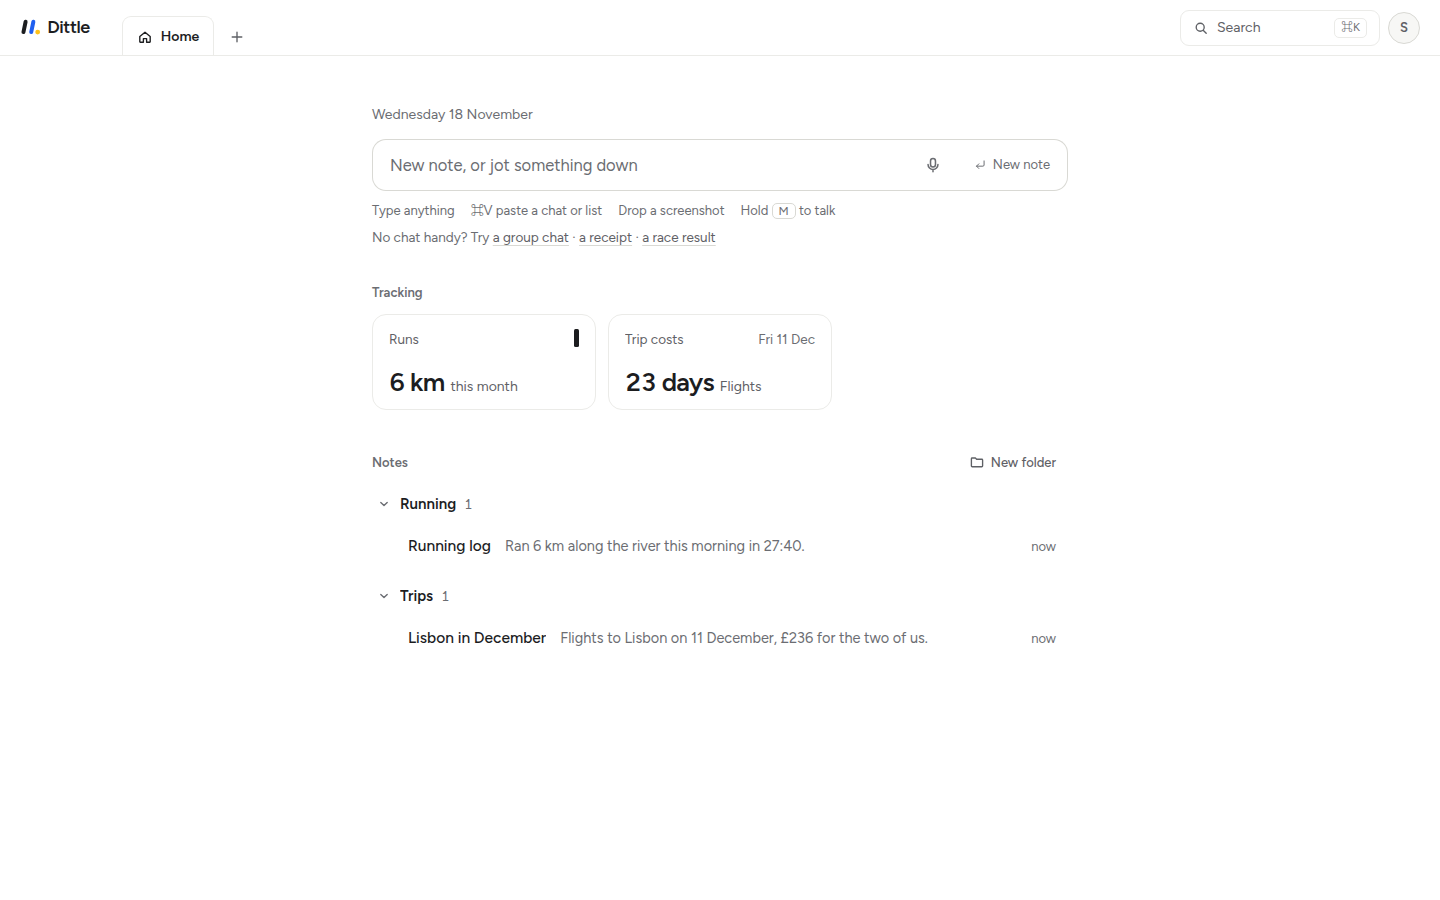 Dittle
Home
Search ⌘K
S
Wednesday 18 November
New note, or jot something down
New note
Type anything ⌘V paste a chat or list Drop a screenshot Hold M to talk
No chat handy? Try a group chat · a receipt · a race result
Tracking
Runs
6 km this month
Trip costs Fri 11 Dec
23 days Flights
Notes
New folder
Running 1
Running log Ran 6 km along the river this morning in 27:40. now
Trips 1
Lisbon in December Flights to Lisbon on 11 December, £236 for the two of us. now